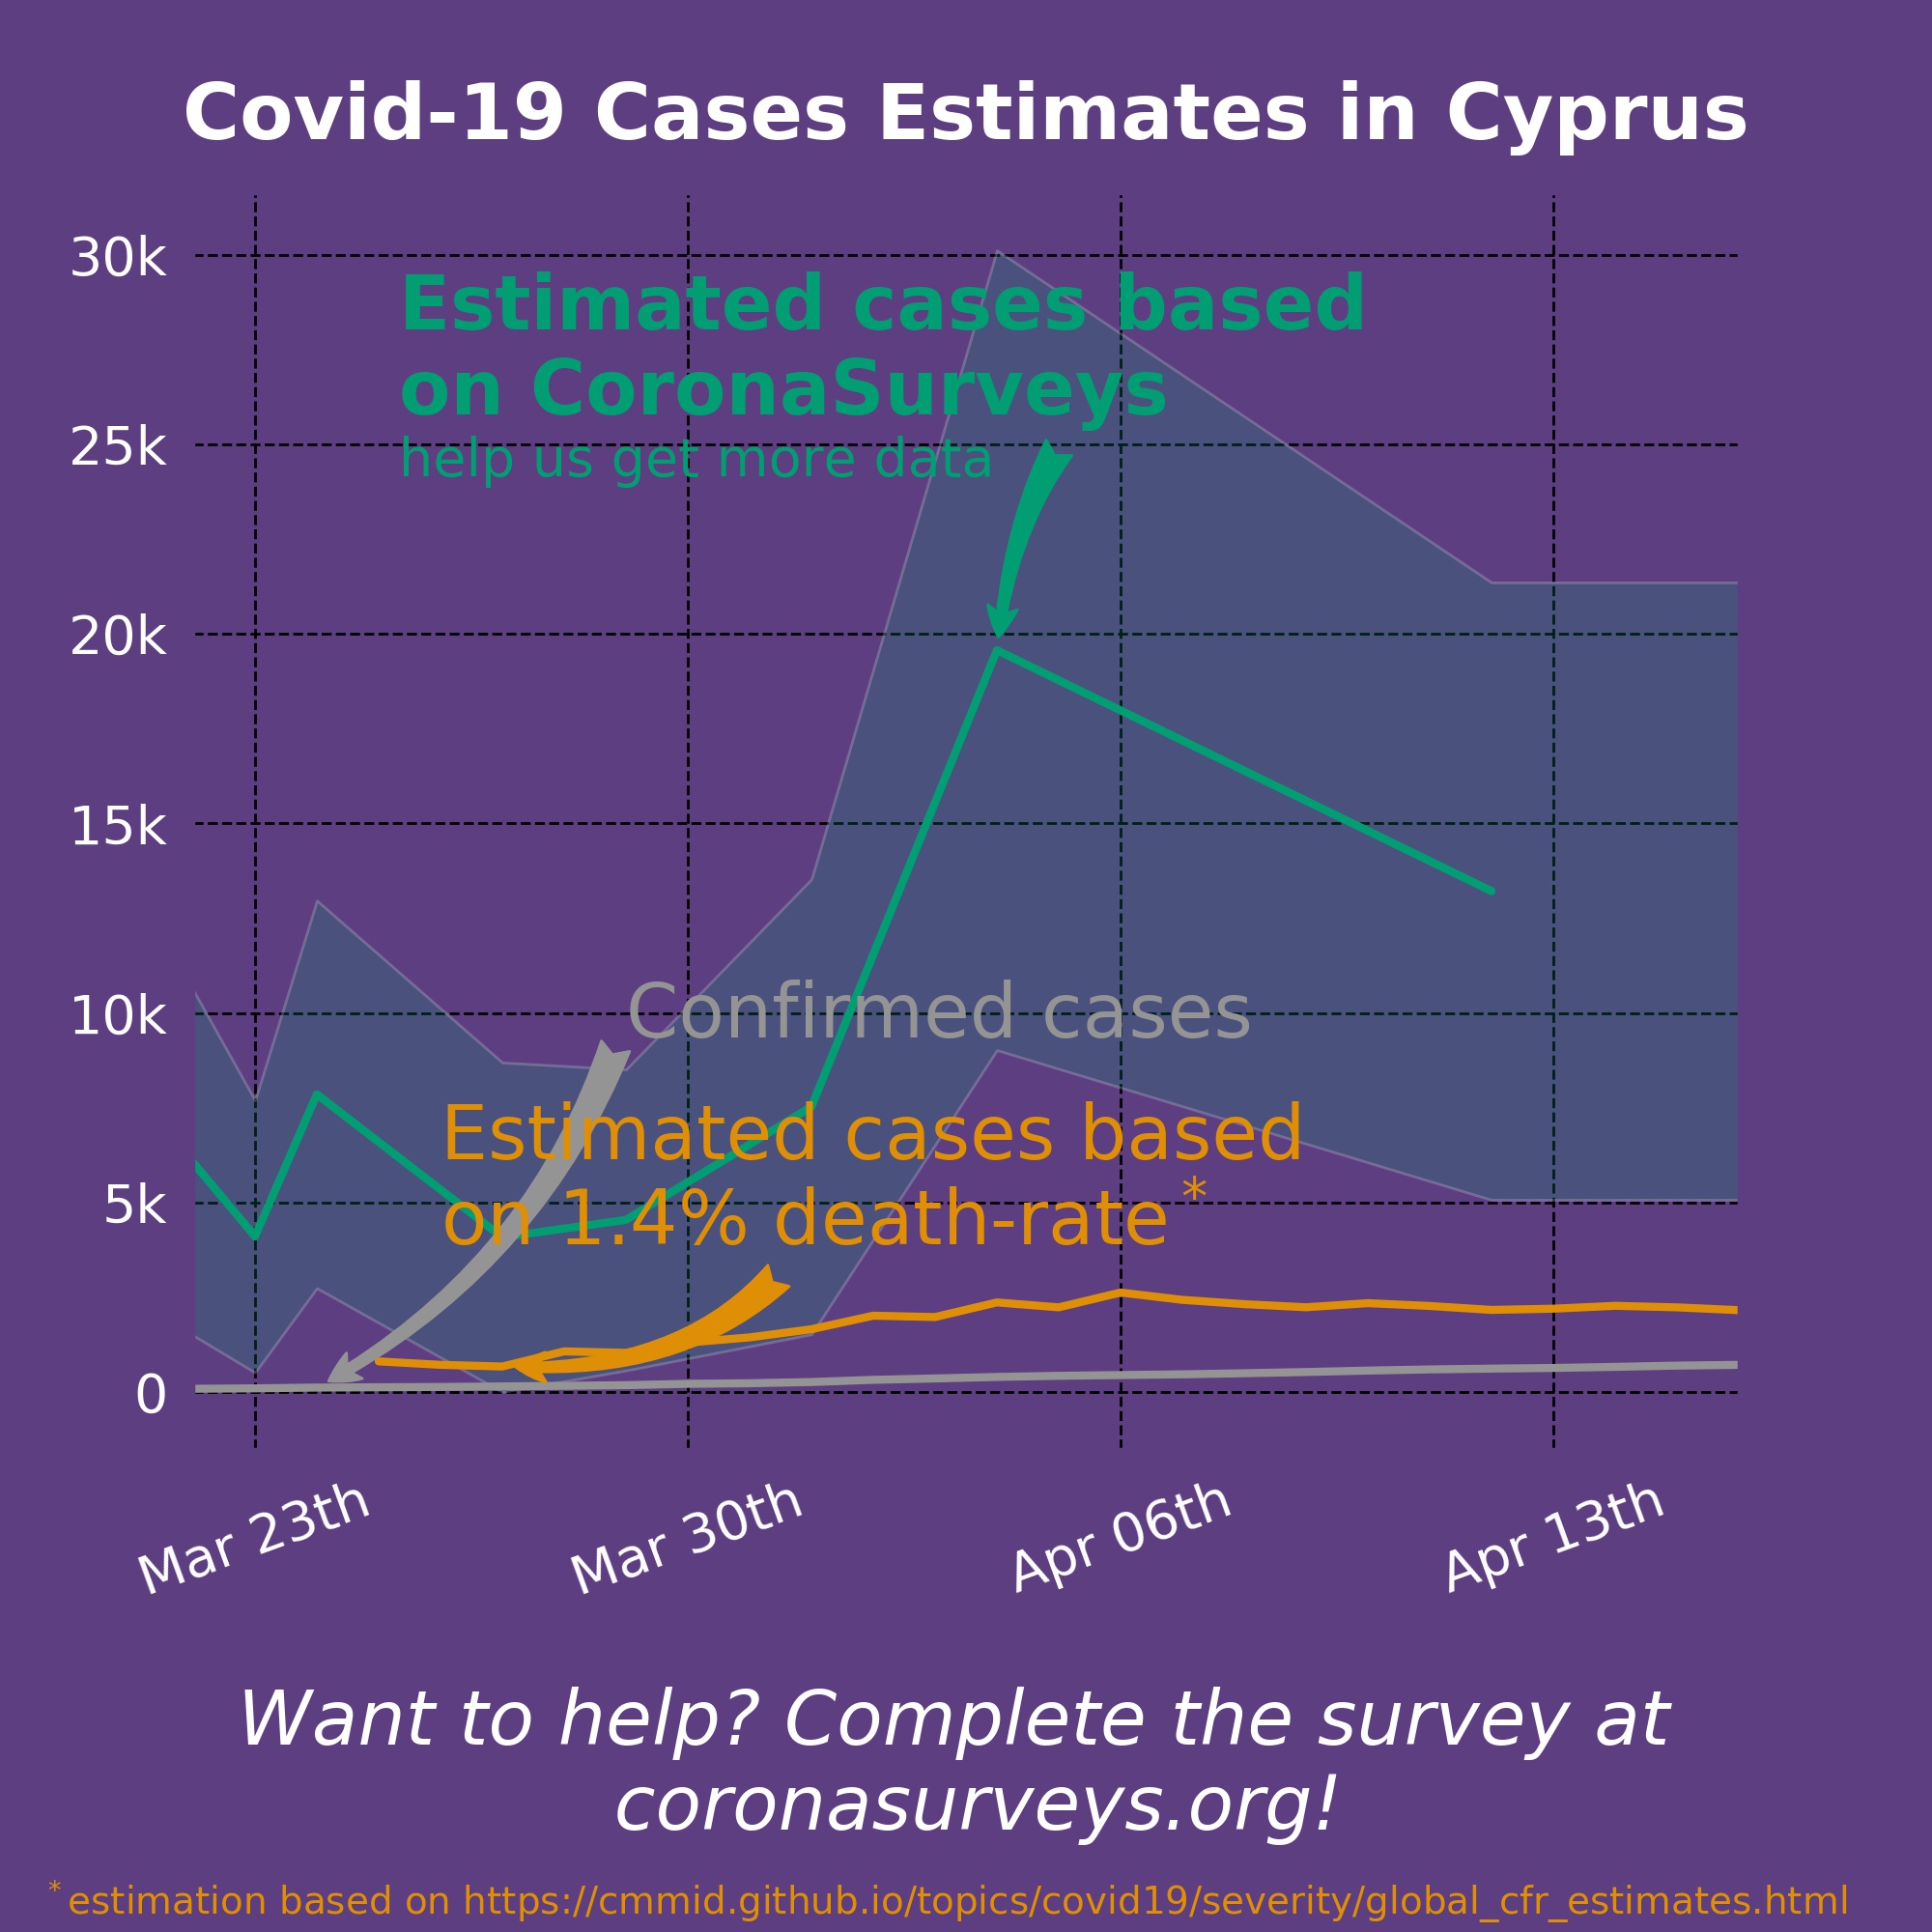 Covid-19 Cases Estimates in Cyprus
30k
25k
20k
15k
10k
5k
0
Estimated cases based
on CoronaSurveys
help us get more data
Confirmed cases
Estimated cases based
on 1.4% death-rate*
Mar 23th
Mar 30th
Apr 06th
Apr 13th
Want to help? Complete the survey at
coronasurveys.org!
*estimation based on https://cmmid.github.io/topics/covid19/severity/global_cfr_estimates.html